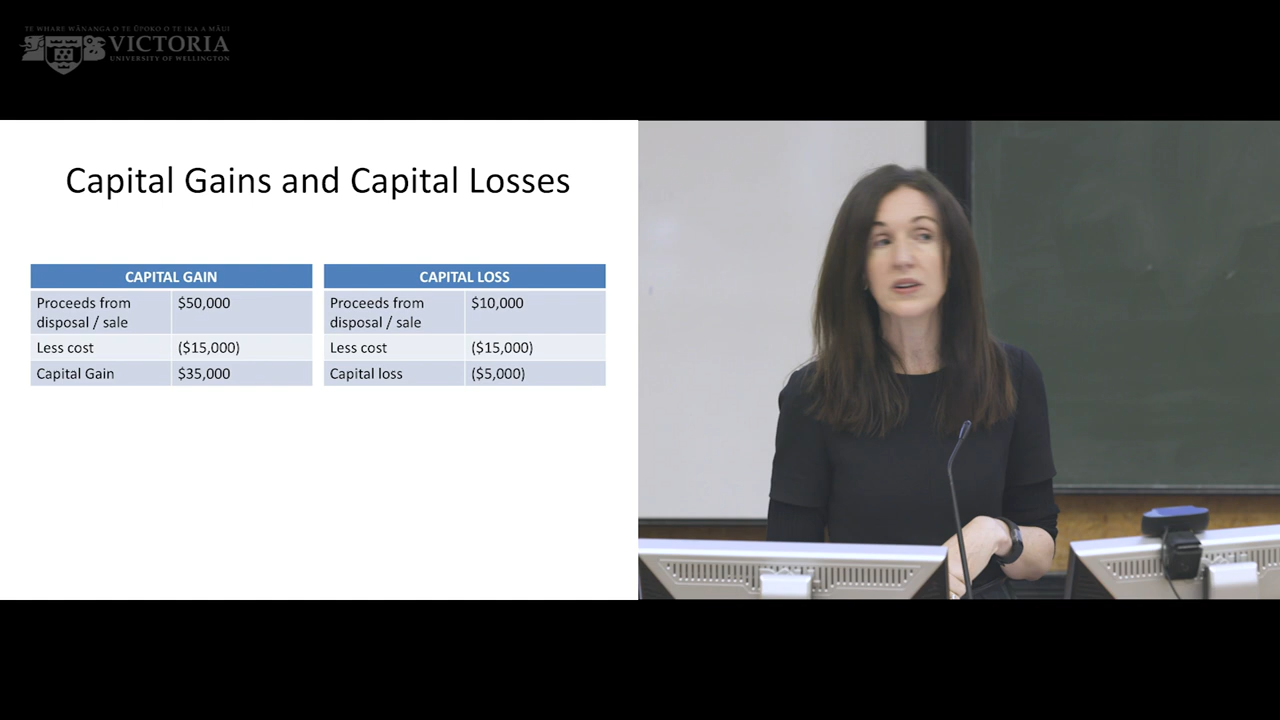 TE WHARE WĀNANGA O TE ŪPOKO O TE IKA A MĀUI
VICTORIA
UNIVERSITY OF WELLINGTON
Capital Gains and Capital Losses
CAPITAL GAIN
Proceeds from $50,000
disposal / sale
Less cost ($15,000)
Capital Gain $35,000
CAPITAL LOSS
Proceeds from $10,000
disposal / sale
Less cost ($15,000)
Capital loss ($5,000)